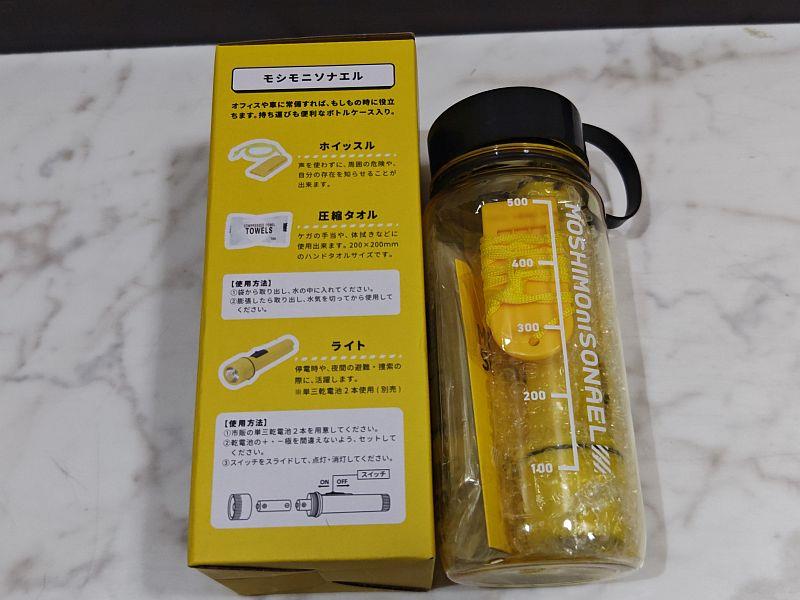 モシモニソナエル
オフィスや車に常備すれば、もしもの時に役立
ちます。持ち運びも便利なボトルケース入り。
ホイッスル
声を使わずに、周囲の危険や、
自分の存在を知らせることが
出来ます。
圧縮タオル
ケガの手当や、体拭きなどに
使用出来ます。200×200mm
のハンドタオルサイズです。
COMPRESSED TOWEL
TOWELS
【使用方法】
①袋から取り出し、水の中に入れてください。
②膨張したら取り出し、水気を切ってから使用して
ください。
ライト
停電時や、夜間の避難・捜索の
際に、活躍します。
※単三乾電池2本使用(別売)
【使用方法】
①市販の単三乾電池2本を用意してください。
②乾電池の+・-極を間違えないよう、セットして
ください。
③スイッチをスライドして、点灯・消灯してください。
スイッチ
ON OFF
500
400
300
200
100
MOSHIMOniSONAEL